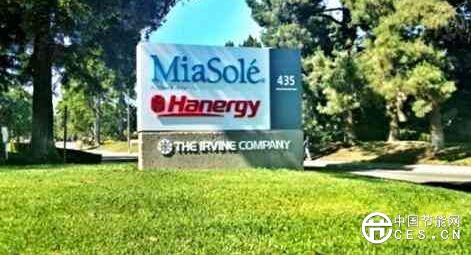 MiaSolé
435
Hanergy
THE IRVINE COMPANY
中国节能网
CES.CN